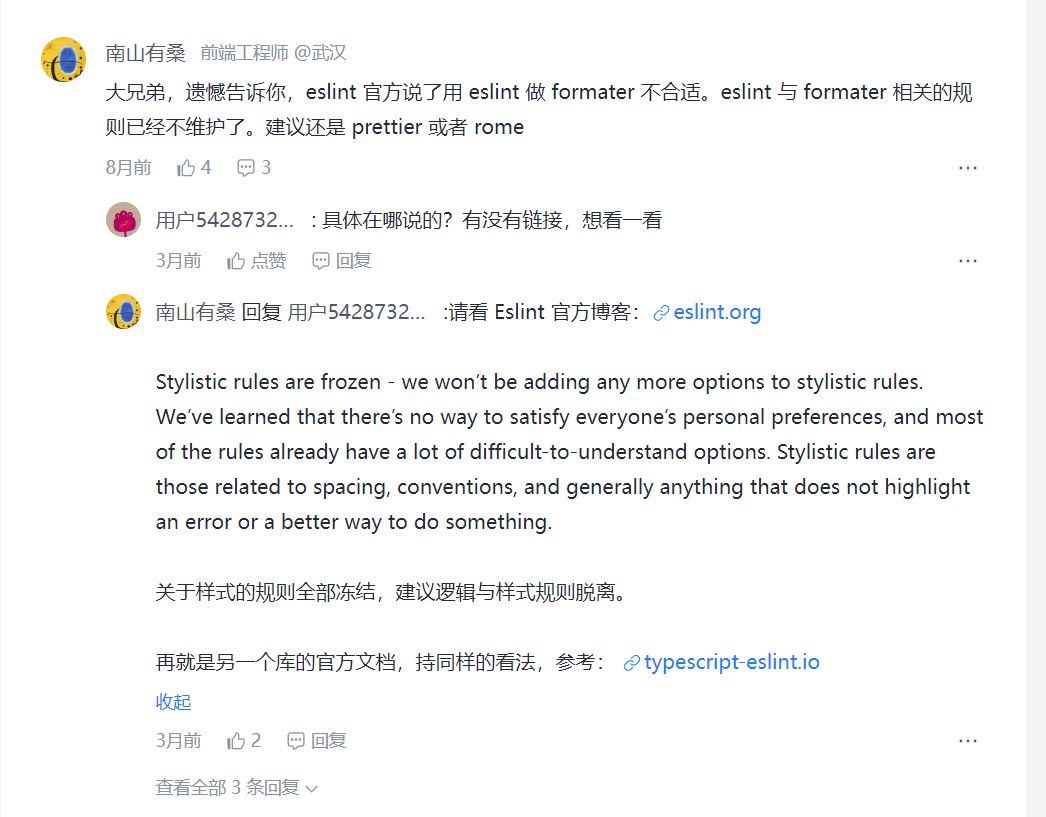 南山有桑 前端工程师 @武汉
大兄弟，遗憾告诉你，eslint 官方说了用 eslint 做 formater 不合适。eslint 与 formater 相关的规
则已经不维护了。建议还是 prettier 或者 rome
8月前 4 3 ...
用户5428732... : 具体在哪说的？有没有链接，想看一看
3月前 点赞 回复 ...
南山有桑 回复 用户5428732... :请看 Eslint 官方博客： eslint.org
Stylistic rules are frozen - we won’t be adding any more options to stylistic rules.
We’ve learned that there’s no way to satisfy everyone’s personal preferences, and most
of the rules already have a lot of difficult-to-understand options. Stylistic rules are
those related to spacing, conventions, and generally anything that does not highlight
an error or a better way to do something.
关于样式的规则全部冻结，建议逻辑与样式规则脱离。
再就是另一个库的官方文档，持同样的看法，参考： typescript-eslint.io
收起
3月前 2 回复 ...
查看全部 3 条回复